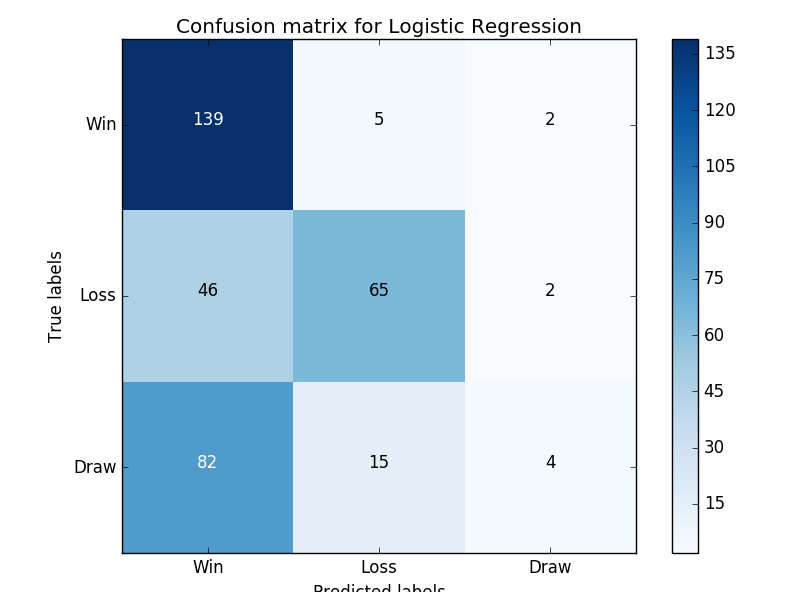 Confusion matrix for Logistic Regression
True labels
Win 139 5 2
Loss 46 65 2
Draw 82 15 4
Win Loss Draw
Predicted labels
135
120
105
90
75
60
45
30
15